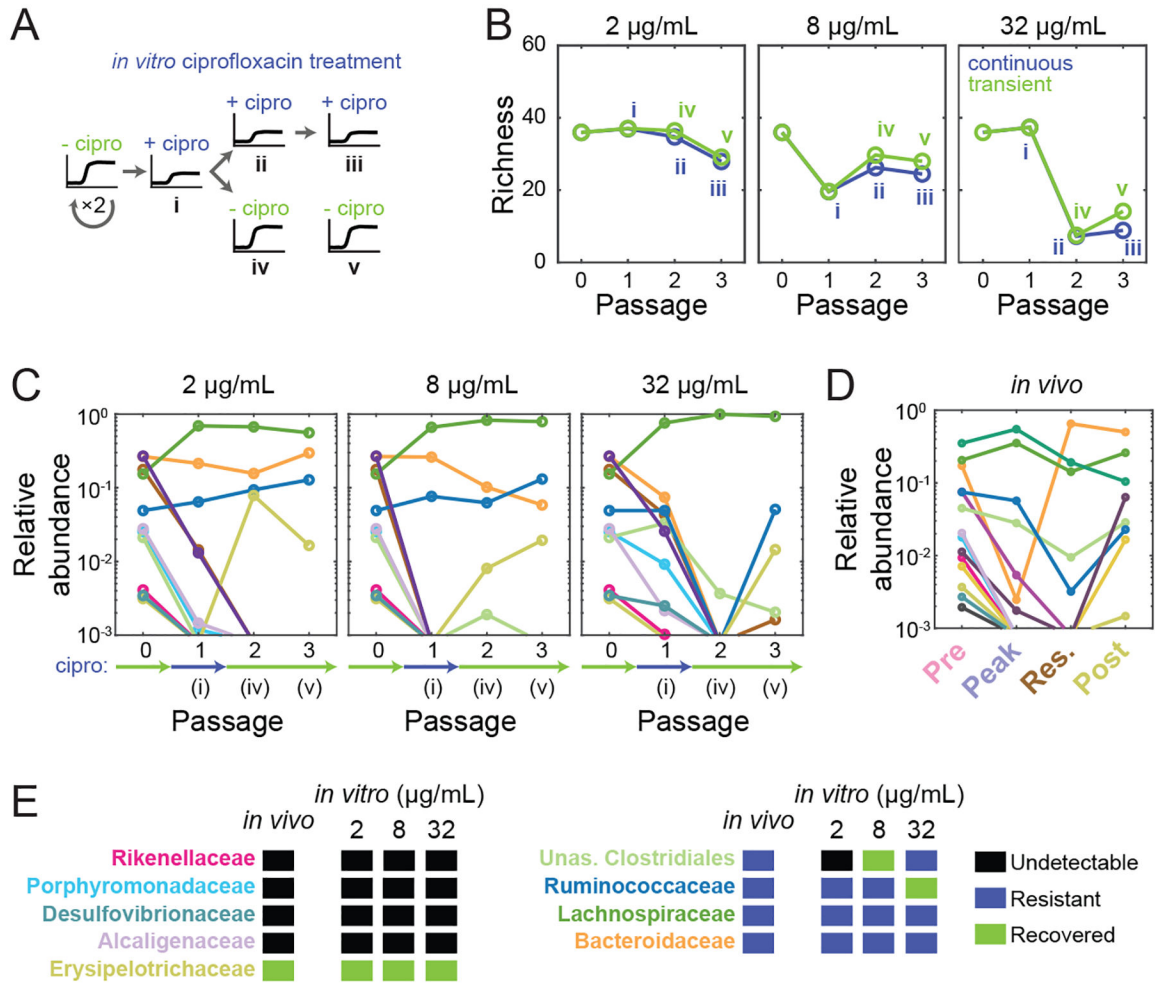 A
in vitro ciprofloxacin treatment
+ cipro + cipro
- cipro + cipro
ii iii
×2 i
- cipro - cipro
iv v
B
2 µg/mL 8 µg/mL 32 µg/mL
Richness
60
40
20
0
i iv v ii iii
i iv v ii iii
continuous
transient
i iv v ii iii
0 1 2 3 0 1 2 3 0 1 2 3
Passage Passage Passage
C
2 µg/mL 8 µg/mL 32 µg/mL
Relative
abundance
10⁰
10⁻¹
10⁻²
10⁻³
0 1 2 3 0 1 2 3 0 1 2 3
cipro:
(i) (iv) (v) (i) (iv) (v) (i) (iv) (v)
Passage Passage Passage
D
in vivo
Relative
abundance
10⁰
10⁻¹
10⁻²
10⁻³
Pre Peak Res. Post
E
in vitro (µg/mL)
in vivo
2 8 32
Rikenellaceae
Porphyromonadaceae
Desulfovibrionaceae
Alcaligenaceae
Erysipelotrichaceae
in vitro (µg/mL)
in vivo
2 8 32
Unas. Clostridiales
Ruminococcaceae
Lachnospiraceae
Bacteroidaceae
Undetectable
Resistant
Recovered